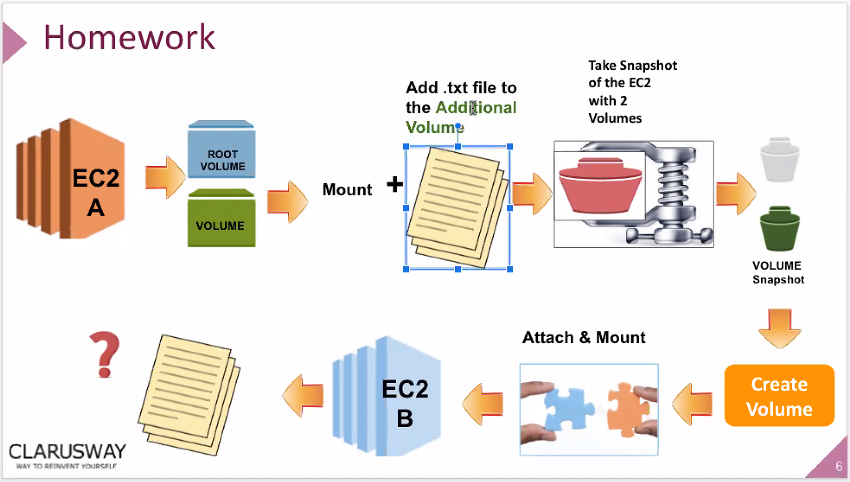 Homework
Add .txt file to
the Additional
Volume
Take Snapshot
of the EC2
with 2
Volumes
EC2
A
ROOT
VOLUME
VOLUME
Mount
+
VOLUME
Snapshot
Create
Volume
Attach & Mount
EC2
B
?
CLARUSWAY
WAY TO REINVENT YOURSELF
6